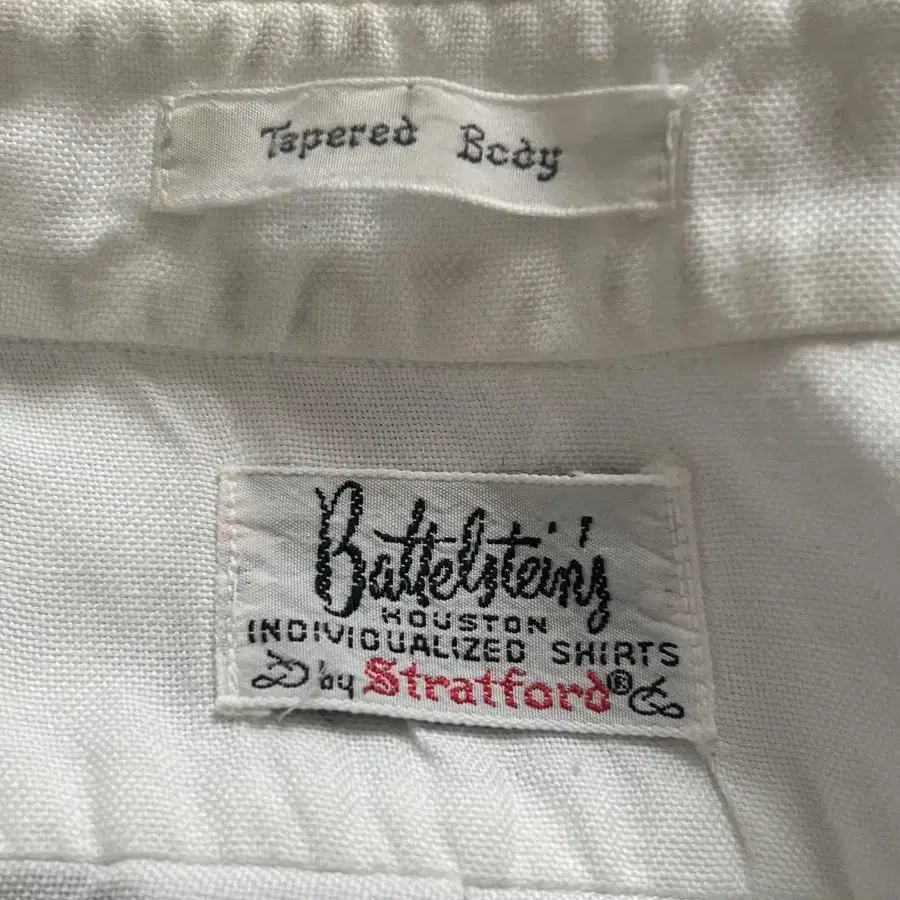 Tapered Body
Battelstein's
HOUSTON
INDIVIDUALIZED SHIRTS
by Stratford®